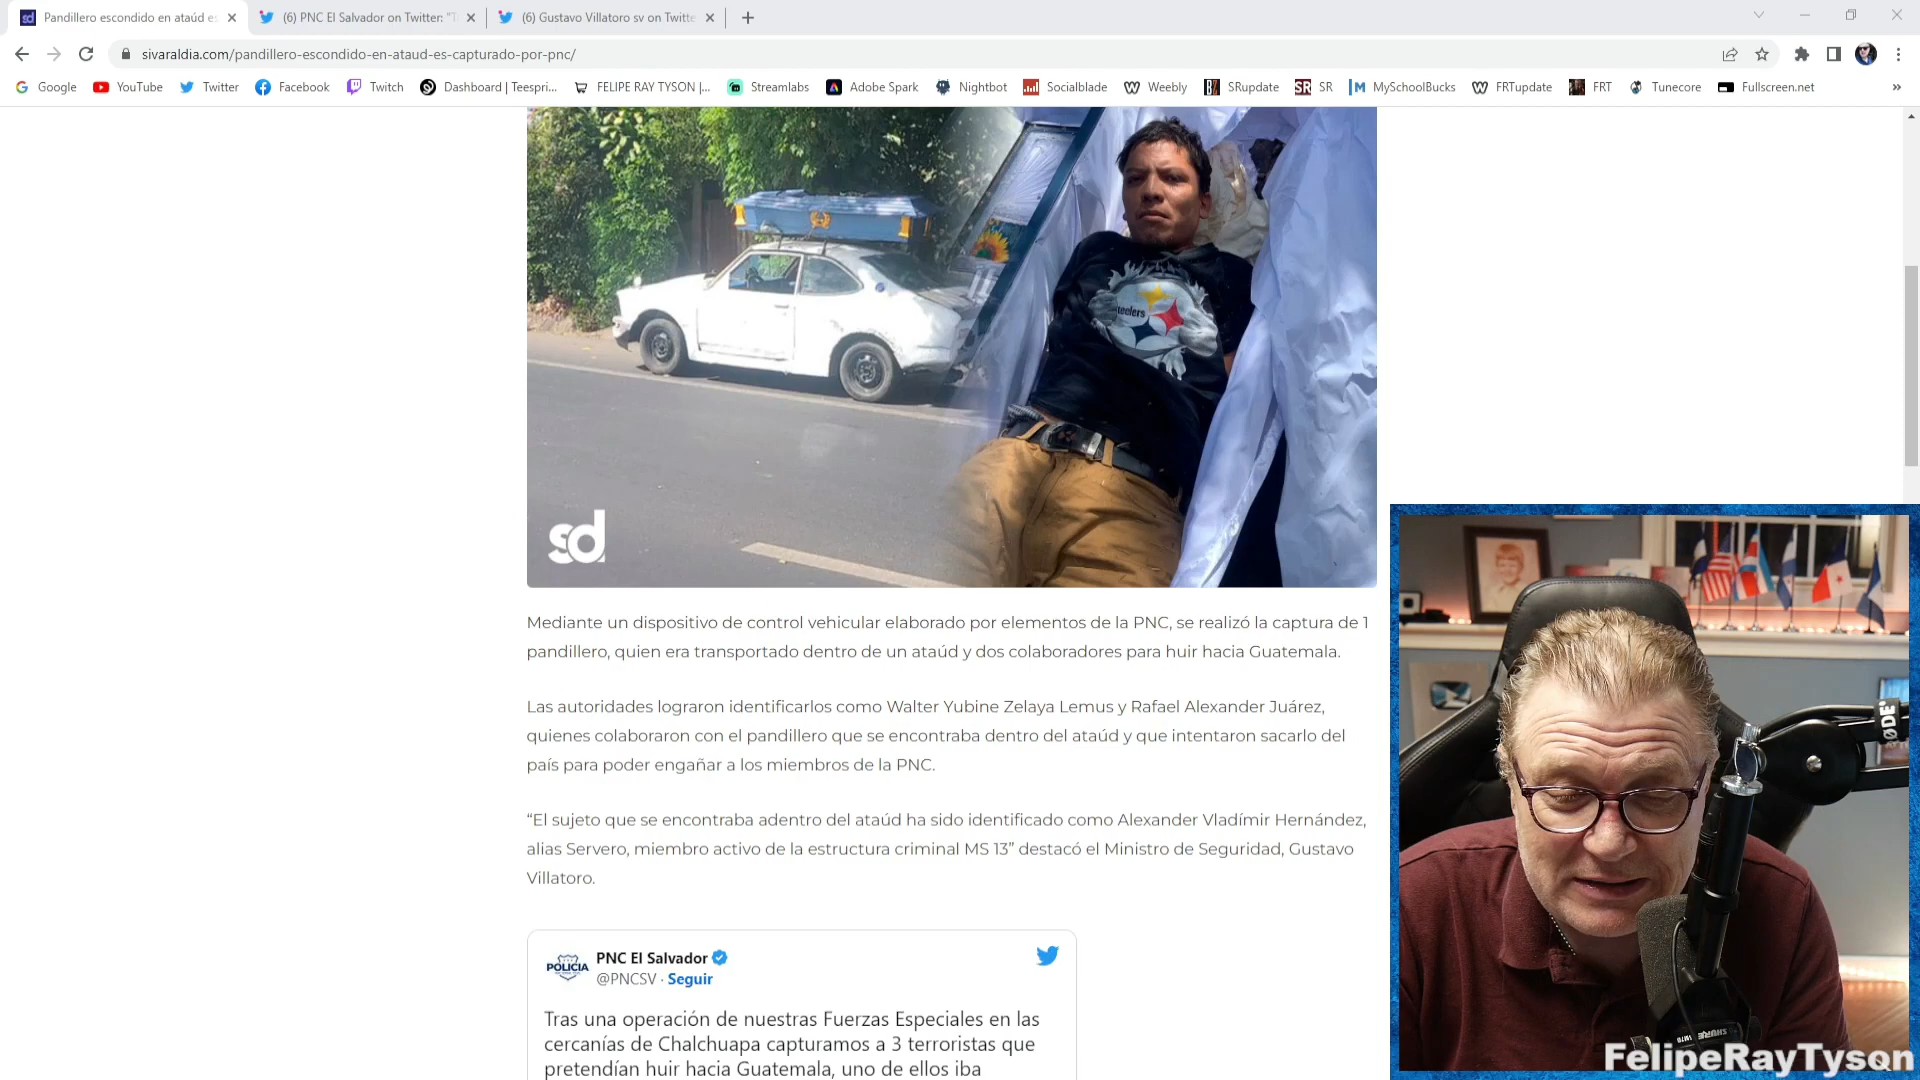 sd Pandillero escondido en ataúd es
(6) PNC El Salvador on Twitter: "T
(6) Gustavo Villatoro sv on Twitte
sivaraldia.com/pandillero-escondido-en-ataud-es-capturado-por-pnc/
Google YouTube Twitter Facebook Twitch Dashboard | Teespri... FELIPE RAY TYSON |... Streamlabs Adobe Spark Nightbot Socialblade Weebly SRupdate SR SR MySchoolBucks FRTupdate FRT Tunecore Fullscreen.net »
teelers
sd
Mediante un dispositivo de control vehicular elaborado por elementos de la PNC, se realizó la captura de 1
pandillero, quien era transportado dentro de un ataúd y dos colaboradores para huir hacia Guatemala.
Las autoridades lograron identificarlos como Walter Yubine Zelaya Lemus y Rafael Alexander Juárez,
quienes colaboraron con el pandillero que se encontraba dentro del ataúd y que intentaron sacarlo del
país para poder engañar a los miembros de la PNC.
“El sujeto que se encontraba adentro del ataúd ha sido identificado como Alexander Vladímir Hernández,
alias Servero, miembro activo de la estructura criminal MS 13” destacó el Ministro de Seguridad, Gustavo
Villatoro.
POLICIA
PNC El Salvador
@PNCSV · Seguir
Tras una operación de nuestras Fuerzas Especiales en las
cercanías de Chalchuapa capturamos a 3 terroristas que
pretendían huir hacia Guatemala, uno de ellos iba
RØDE
SHURE
FelipeRayTyson